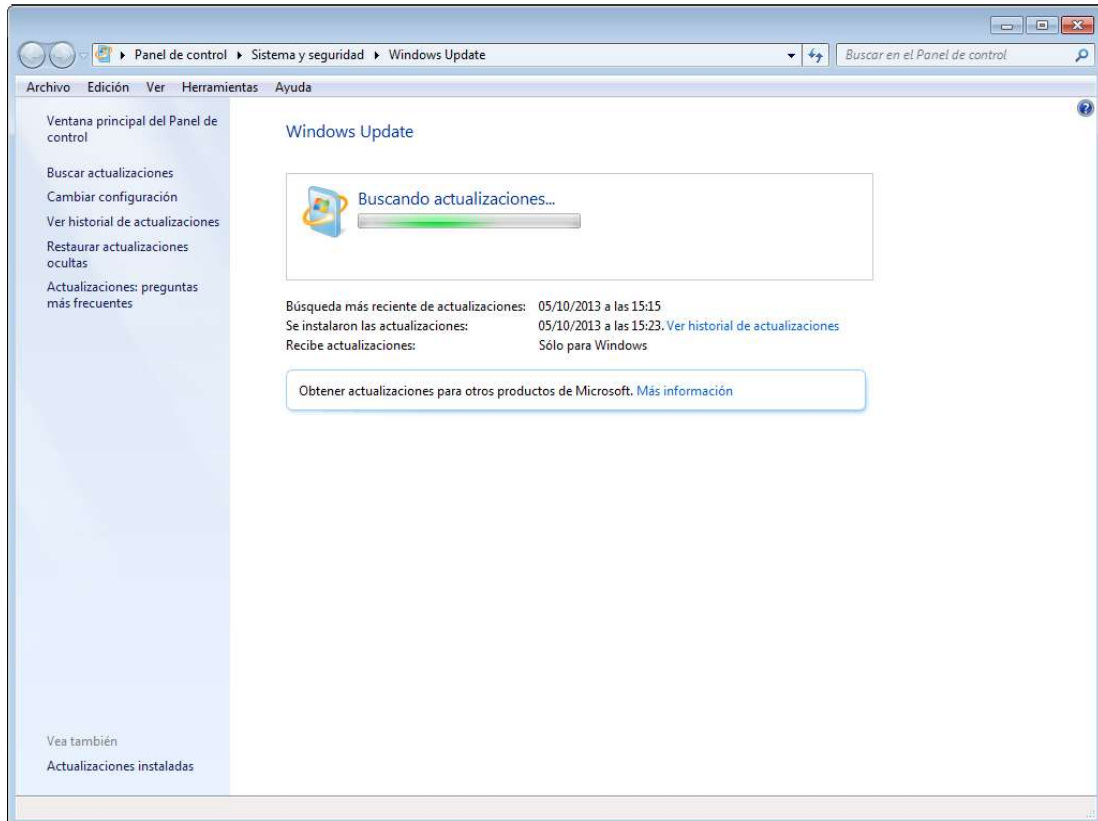 Panel de control Sistema y seguridad Windows Update
Buscar en el Panel de control
Archivo Edición Ver Herramientas Ayuda
Ventana principal del Panel de
control
Buscar actualizaciones
Cambiar configuración
Ver historial de actualizaciones
Restaurar actualizaciones
ocultas
Actualizaciones: preguntas
más frecuentes
Windows Update
Buscando actualizaciones...
Búsqueda más reciente de actualizaciones: 05/10/2013 a las 15:15
Se instalaron las actualizaciones: 05/10/2013 a las 15:23. Ver historial de actualizaciones
Recibe actualizaciones: Sólo para Windows
Obtener actualizaciones para otros productos de Microsoft. Más información
Vea también
Actualizaciones instaladas